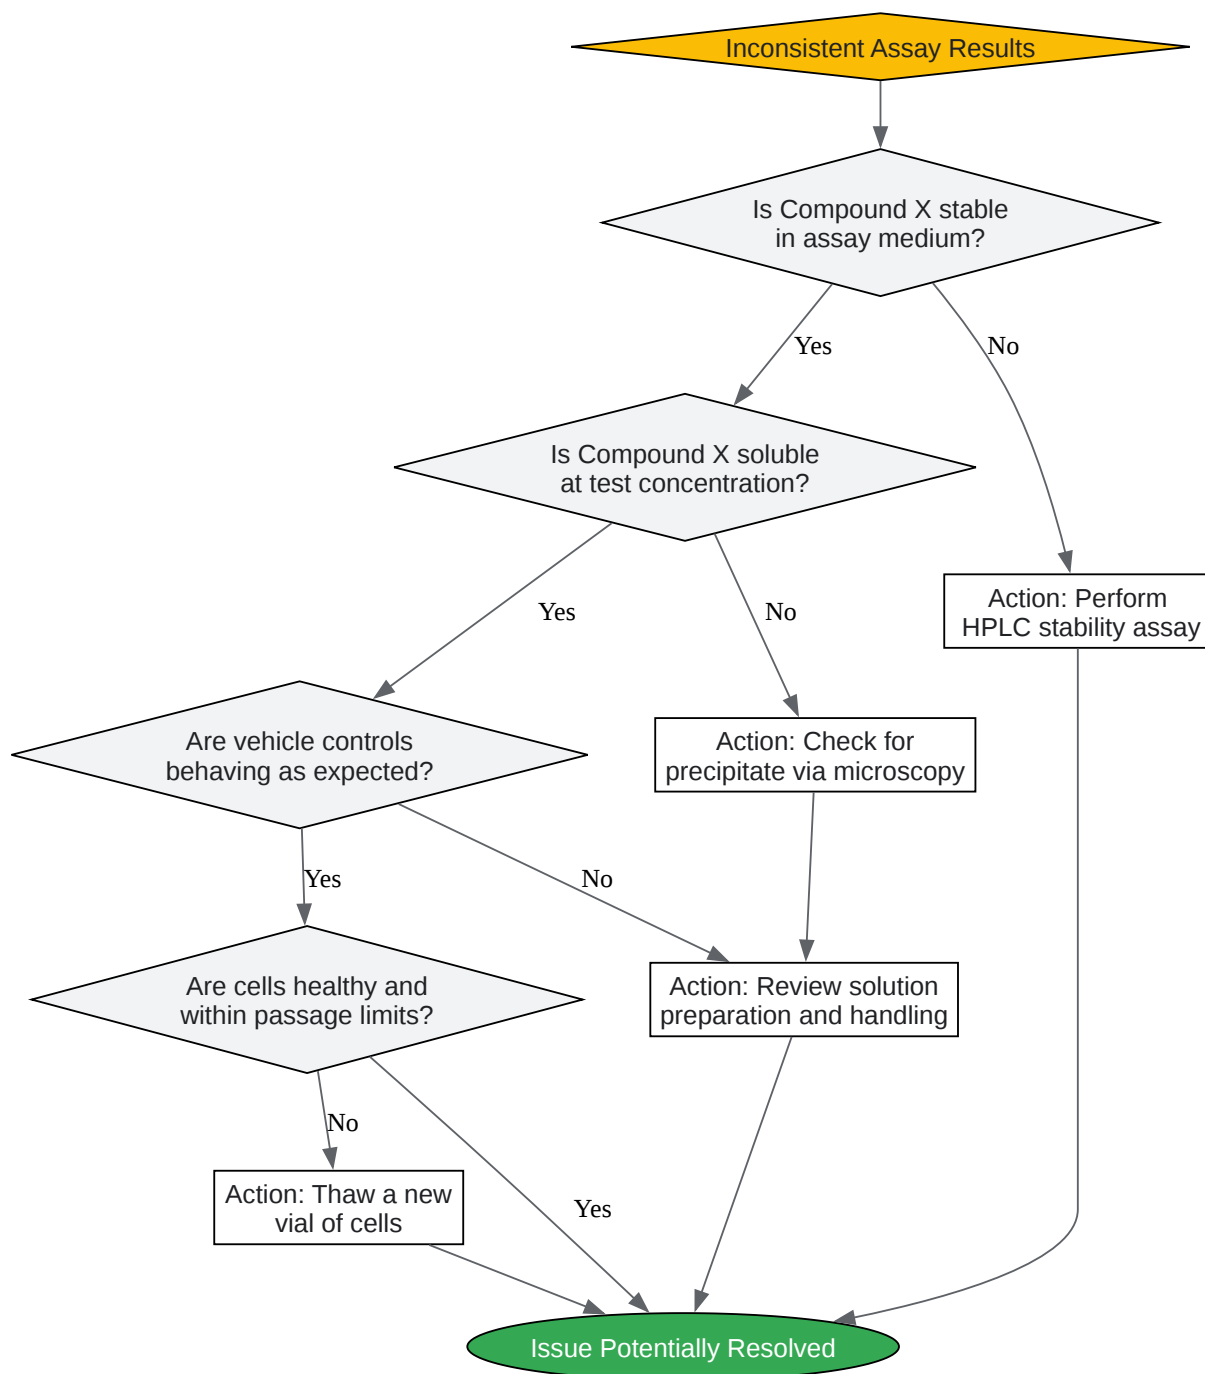 Inconsistent Assay Results
Is Compound X stable
in assay medium?
Yes
No
Is Compound X soluble
at test concentration?
Yes
No
Action: Perform
HPLC stability assay
Are vehicle controls
behaving as expected?
Action: Check for
precipitate via microscopy
Yes
No
Are cells healthy and
within passage limits?
Action: Review solution
preparation and handling
No
Yes
Action: Thaw a new
vial of cells
Issue Potentially Resolved